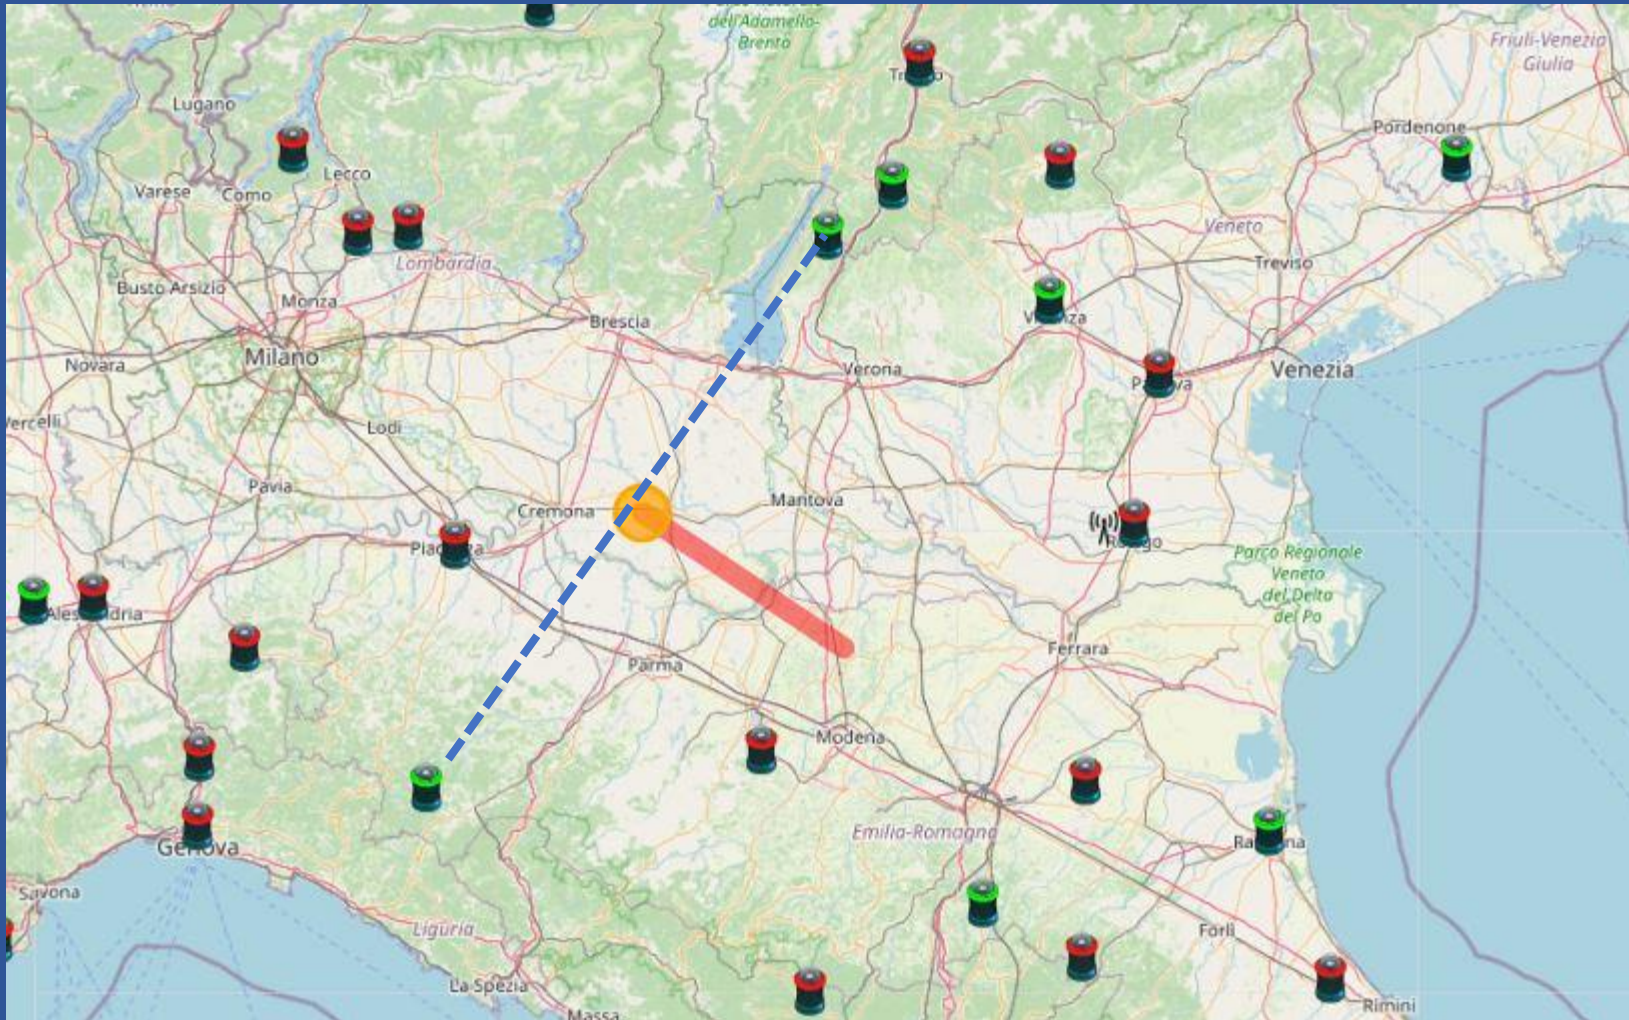 dell'Adamello-
Brenta
Friuli-Venezia
Giulia
Lugano
Pordenone
Lecco
Varese
Como
Veneto
Lombardia
Treviso
Busto Arsizio
Monza
Brescia
Milano
Novara
Verona
Venezia
Lodi
Pavia
Cremona
Mantova
Parco Regionale
Veneto
del Delta
del Po
Parma
Ferrara
Modena
Emilia-Romagna
Genova
Savona
Liguria
Forlì
La Spezia
Rimini
Massa